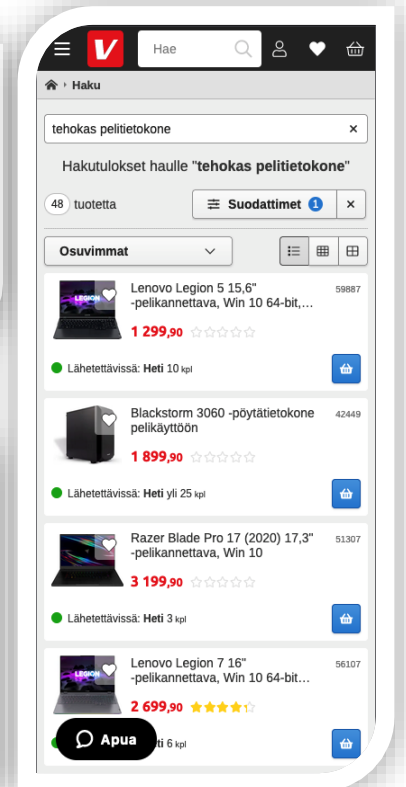 V
Hae
Haku
tehokas pelitietokone
Hakutulokset haulle "tehokas pelitietokone"
48 tuotetta
Suodattimet 1
Osuvimmat
LEGION
Lenovo Legion 5 15,6"
-pelikannettava, Win 10 64-bit,…
59887
1 299,90
Lähetettävissä: Heti 10 kpl
Blackstorm 3060 -pöytätietokone
pelikäyttöön
42449
1 899,90
Lähetettävissä: Heti yli 25 kpl
Razer Blade Pro 17 (2020) 17,3"
-pelikannettava, Win 10
51307
3 199,90
Lähetettävissä: Heti 3 kpl
LEGION
Lenovo Legion 7 16"
-pelikannettava, Win 10 64-bit…
56107
2 699,90
Apua
ti 6 kpl